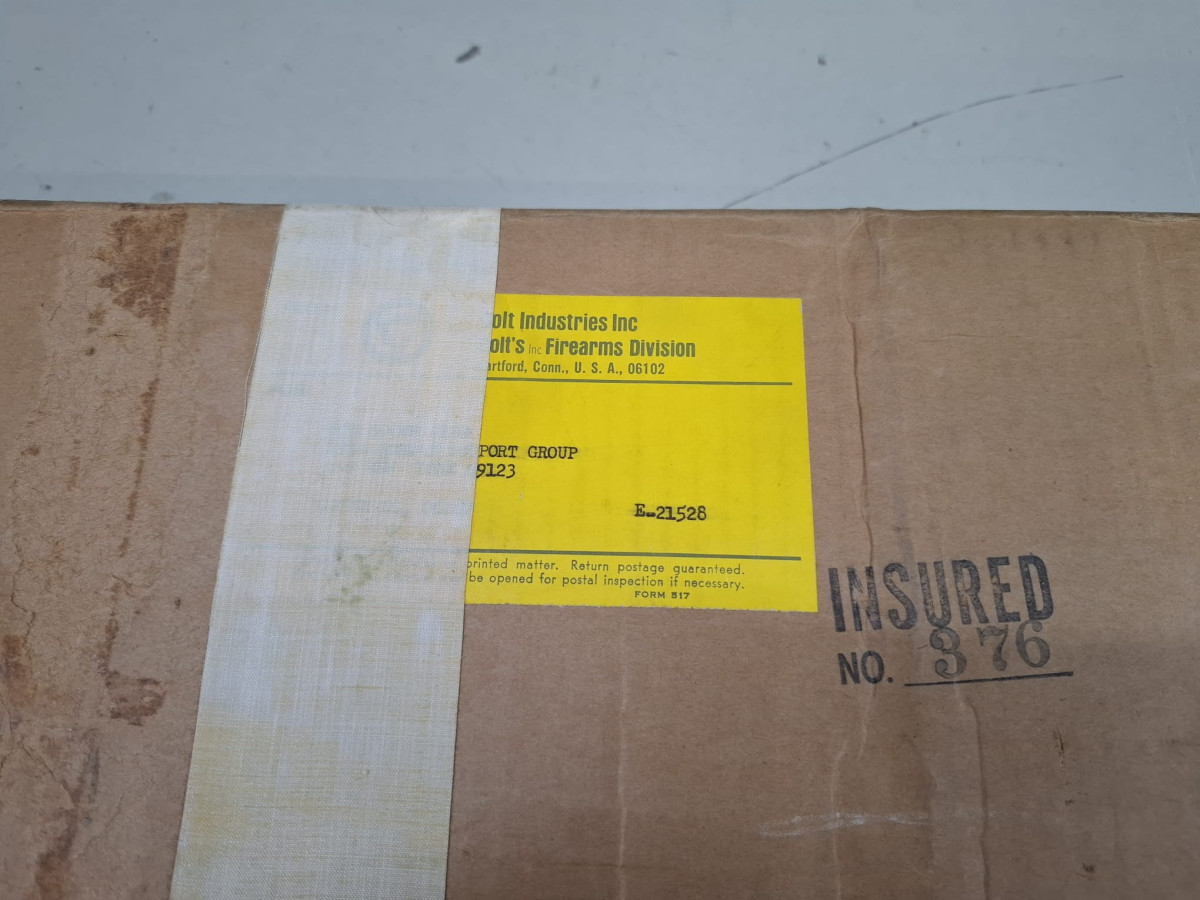 olt Industries Inc
olt's Inc Firearms Division
artford, Conn., U. S. A., 06102
PORT GROUP
9123
E-21528
printed matter. Return postage guaranteed.
be opened for postal inspection if necessary.
FORM 517
INSURED
NO. 376